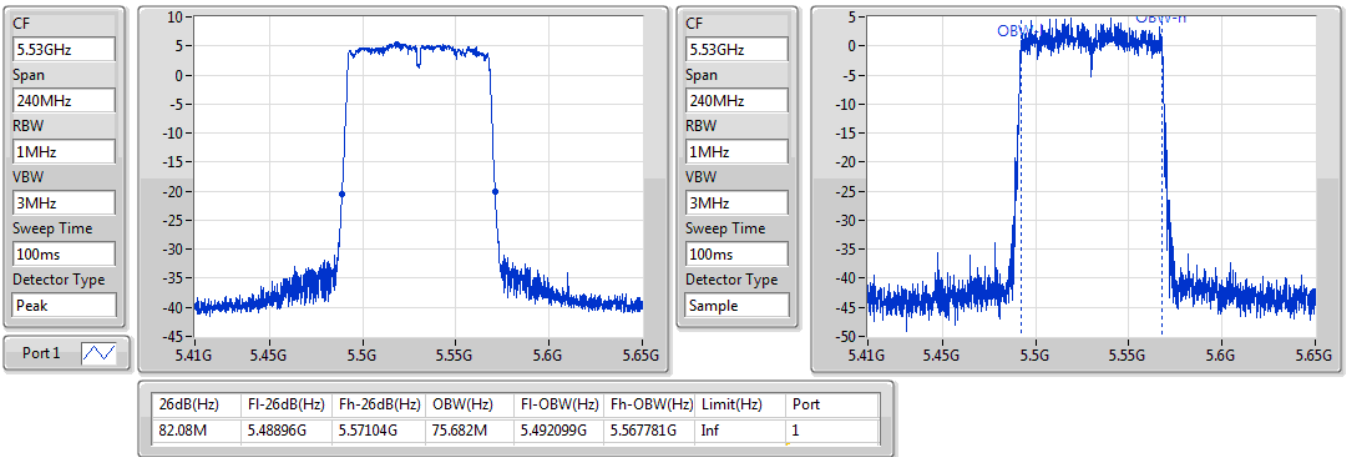 CF
5.53GHz
Span
240MHz
RBW
1MHz
VBW
3MHz
Sweep Time
100ms
Detector Type
Peak
Port 1
10
5
0
-5
-10
-15
-20
-25
-30
-35
-40
-45
5.41G 5.45G 5.5G 5.55G 5.6G 5.65G
CF
5.53GHz
Span
240MHz
RBW
1MHz
VBW
3MHz
Sweep Time
100ms
Detector Type
Sample
5
0
-5
-10
-15
-20
-25
-30
-35
-40
-45
-50
OBW
5.41G 5.45G 5.5G 5.55G 5.6G 5.65G
26dB(Hz) Fl-26dB(Hz) Fh-26dB(Hz) OBW(Hz) Fl-OBW(Hz) Fh-OBW(Hz) Limit(Hz) Port
82.08M 5.48896G 5.57104G 75.682M 5.492099G 5.567781G Inf 1